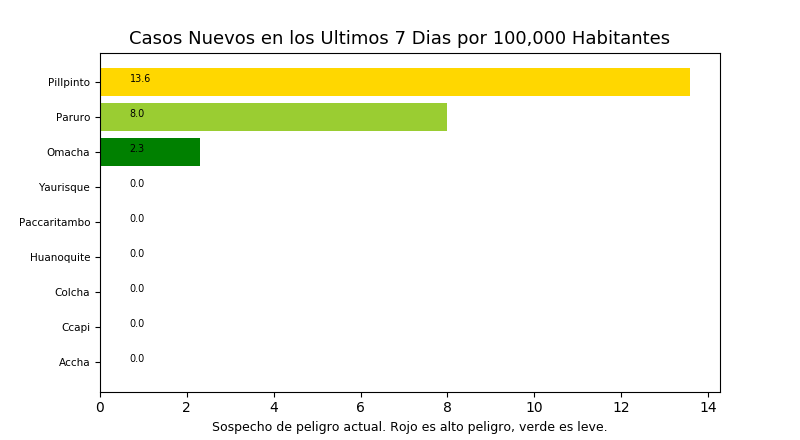 Casos Nuevos en los Ultimos 7 Dias por 100,000 Habitantes
Pillpinto 13.6
Paruro 8.0
Omacha 2.3
Yaurisque 0.0
Paccaritambo 0.0
Huanoquite 0.0
Colcha 0.0
Ccapi 0.0
Accha 0.0
0 2 4 6 8 10 12 14
Sospecho de peligro actual. Rojo es alto peligro, verde es leve.